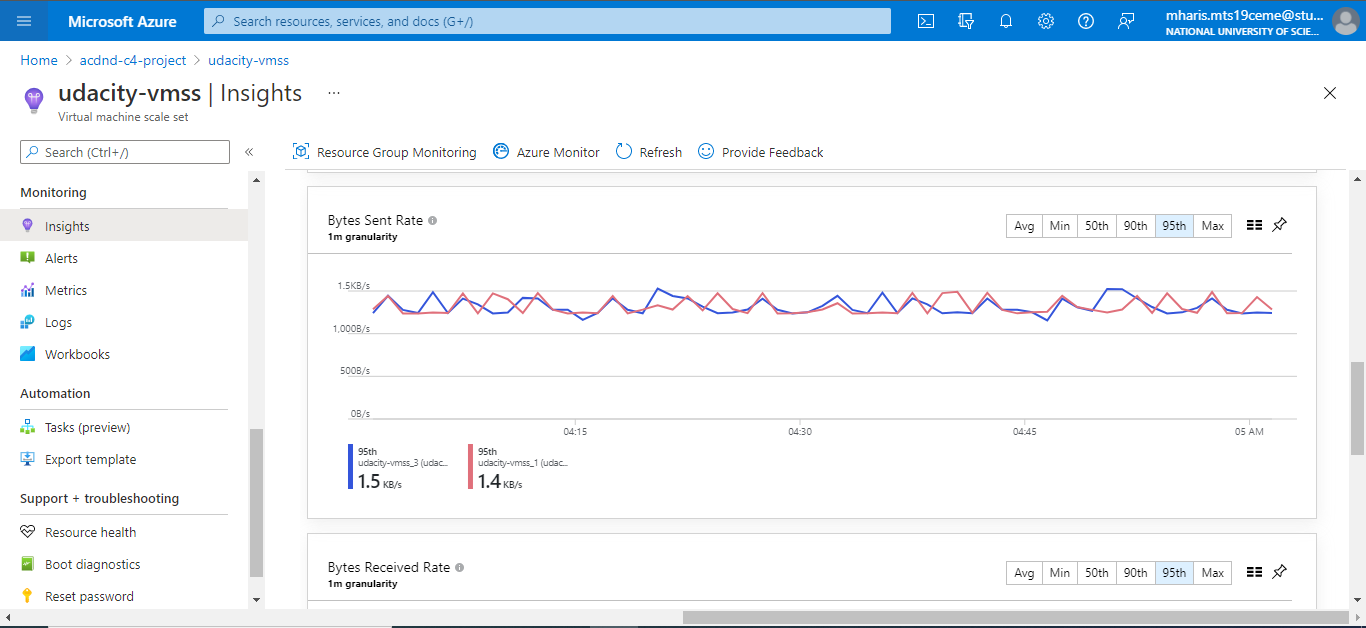 Microsoft Azure
Search resources, services, and docs (G+/)
mharis.mts19ceme@stu...
NATIONAL UNIVERSITY OF SCIE...
Home > acdnd-c4-project > udacity-vmss
udacity-vmss | Insights ...
Virtual machine scale set
Search (Ctrl+/) «
Resource Group Monitoring Azure Monitor Refresh Provide Feedback
Monitoring
Insights
Alerts
Metrics
Logs
Workbooks
Automation
Tasks (preview)
Export template
Support + troubleshooting
Resource health
Boot diagnostics
Reset password
Bytes Sent Rate
1m granularity
Avg Min 50th 90th 95th Max
1.5KB/s
1,000B/s
500B/s
0B/s
04:15 04:30 04:45 05 AM
95th
udacity-vmss_3 (udac...
1.5 KB/s
95th
udacity-vmss_1 (udac...
1.4 KB/s
Bytes Received Rate
1m granularity
Avg Min 50th 90th 95th Max